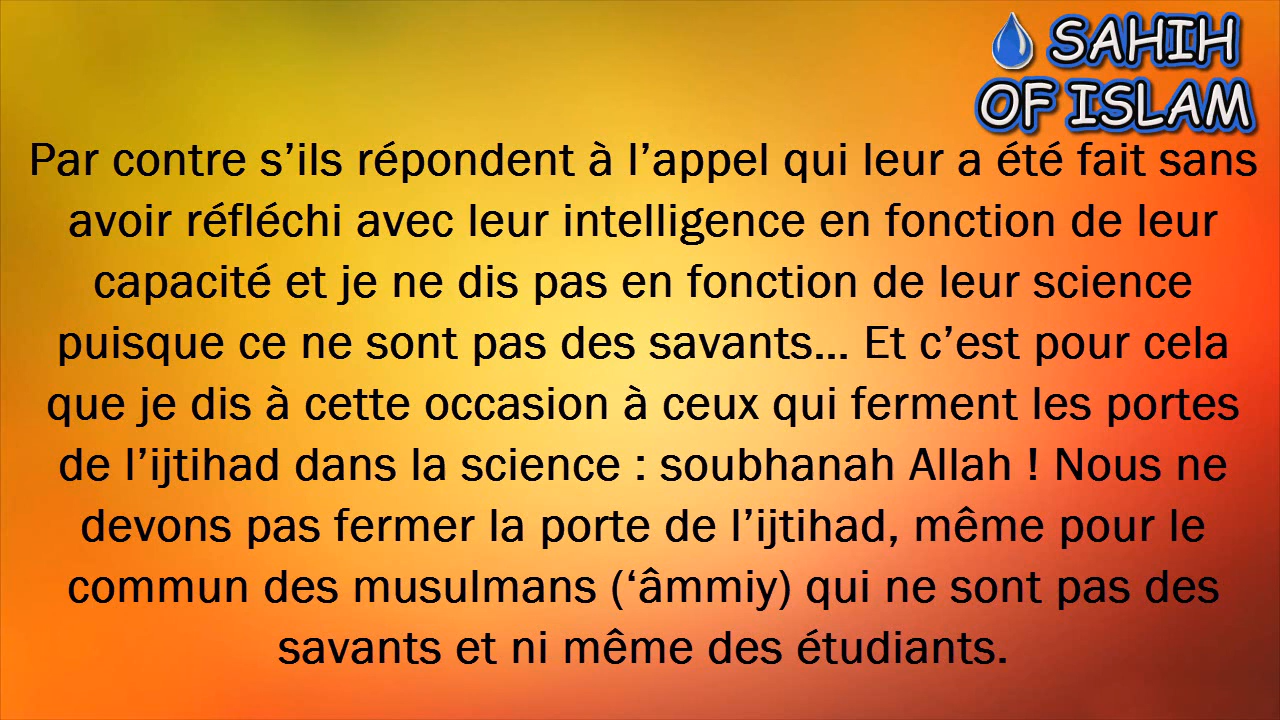 SAHIH
OF ISLAM
Par contre s’ils répondent à l’appel qui leur a été fait sans
avoir réfléchi avec leur intelligence en fonction de leur
capacité et je ne dis pas en fonction de leur science
puisque ce ne sont pas des savants... Et c’est pour cela
que je dis à cette occasion à ceux qui ferment les portes
de l’ijtihad dans la science : soubhanah Allah ! Nous ne
devons pas fermer la porte de l’ijtihad, même pour le
commun des musulmans (‘âmmiy) qui ne sont pas des
savants et ni même des étudiants.